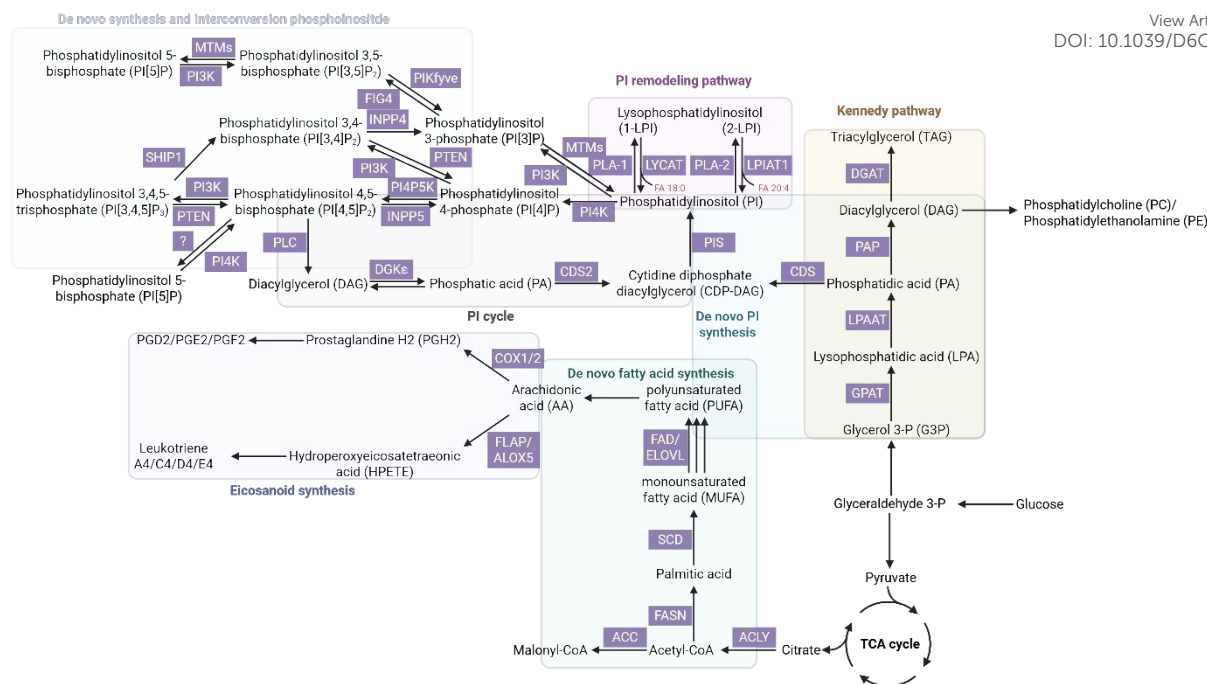 View Art
DOI: 10.1039/D6C
De novo synthesis and interconversion phosphoinositde
Phosphatidylinositol 5-
bisphosphate (PI[5]P)
MTMs
PI3K
Phosphatidylinositol 3,5-
bisphosphate (PI[3,5]P₂)
PIKfyve
FIG4
Phosphatidylinositol 3,4-
bisphosphate (PI[3,4]P₂)
INPP4
Phosphatidylinositol
3-phosphate (PI[3]P)
SHIP1
PTEN
PI3K
MTMs
PI3K
Phosphatidylinositol 3,4,5-
trisphosphate (PI[3,4,5]P₃)
PI3K
PTEN
Phosphatidylinositol 4,5-
bisphosphate (PI[4,5]P₂)
PI4P5K
INPP5
Phosphatidylinositol
4-phosphate (PI[4]P)
PI4K
?
PI4K
Phosphatidylinositol 5-
bisphosphate (PI[5]P)
PI remodeling pathway
Lysophosphatidylinositol
(1-LPI)
(2-LPI)
PLA-1
LYCAT
PLA-2
LPIAT1
FA 18:0
FA 20:4
Phosphatidylinositol (PI)
Kennedy pathway
Triacylglycerol (TAG)
DGAT
Diacylglycerol (DAG)
Phosphatidylcholine (PC)/
Phosphatidylethanolamine (PE)
PAP
Phosphatidic acid (PA)
LPAAT
Lysophosphatidic acid (LPA)
GPAT
Glycerol 3-P (G3P)
PLC
Diacylglycerol (DAG)
DGKε
Phosphatic acid (PA)
CDS2
PIS
Cytidine diphosphate
diacylglycerol (CDP-DAG)
CDS
PI cycle
De novo PI
synthesis
PGD2/PGE2/PGF2
Prostaglandine H2 (PGH2)
COX1/2
Arachidonic
acid (AA)
FLAP/
ALOX5
Leukotriene
A4/C4/D4/E4
Hydroperoxyeicosatetraeonic
acid (HPETE)
Eicosanoid synthesis
De novo fatty acid synthesis
polyunsaturated
fatty acid (PUFA)
FAD/
ELOVL
monounsaturated
fatty acid (MUFA)
SCD
Palmitic acid
FASN
Malonyl-CoA
ACC
Acetyl-CoA
ACLY
Citrate
Glyceraldehyde 3-P
Glucose
Pyruvate
TCA cycle